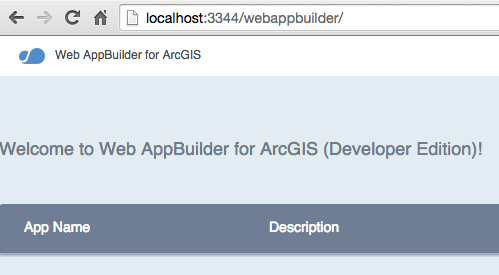 localhost:3344/webappbuilder/
Web AppBuilder for ArcGIS
Welcome to Web AppBuilder for ArcGIS (Developer Edition)!
App Name Description